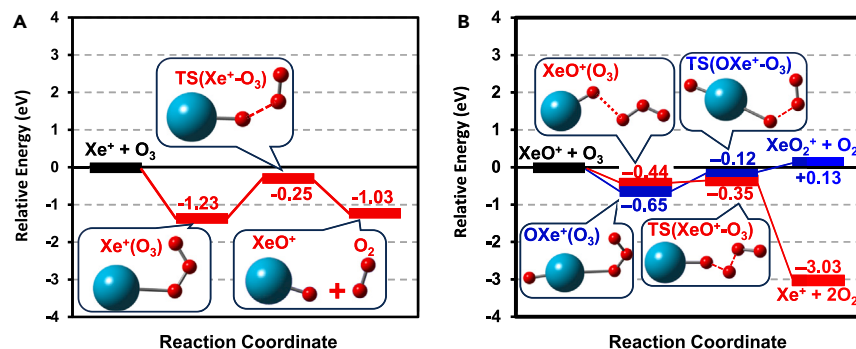 A
Relative Energy (eV)
4
3
2
1
0
-1
-2
-3
-4
TS(Xe⁺-O₃)
Xe⁺ + O₃
−1.23
−0.25
−1.03
Xe⁺(O₃)
XeO⁺
O₂
+
Reaction Coordinate
B
Relative Energy (eV)
4
3
2
1
0
-1
-2
-3
-4
XeO⁺(O₃)
TS(OXe⁺-O₃)
XeO₂⁺ + O₂
XeO⁺ + O₃
−0.44
−0.12
+0.13
−0.65
−0.35
OXe⁺(O₃)
TS(XeO⁺-O₃)
−3.03
Xe⁺ + 2O₂
Reaction Coordinate